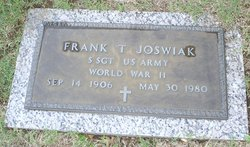 FRANK T. JOSWIAK
S SGT US ARMY
WORLD WAR II
SEP 14 1906 MAY 30 1980